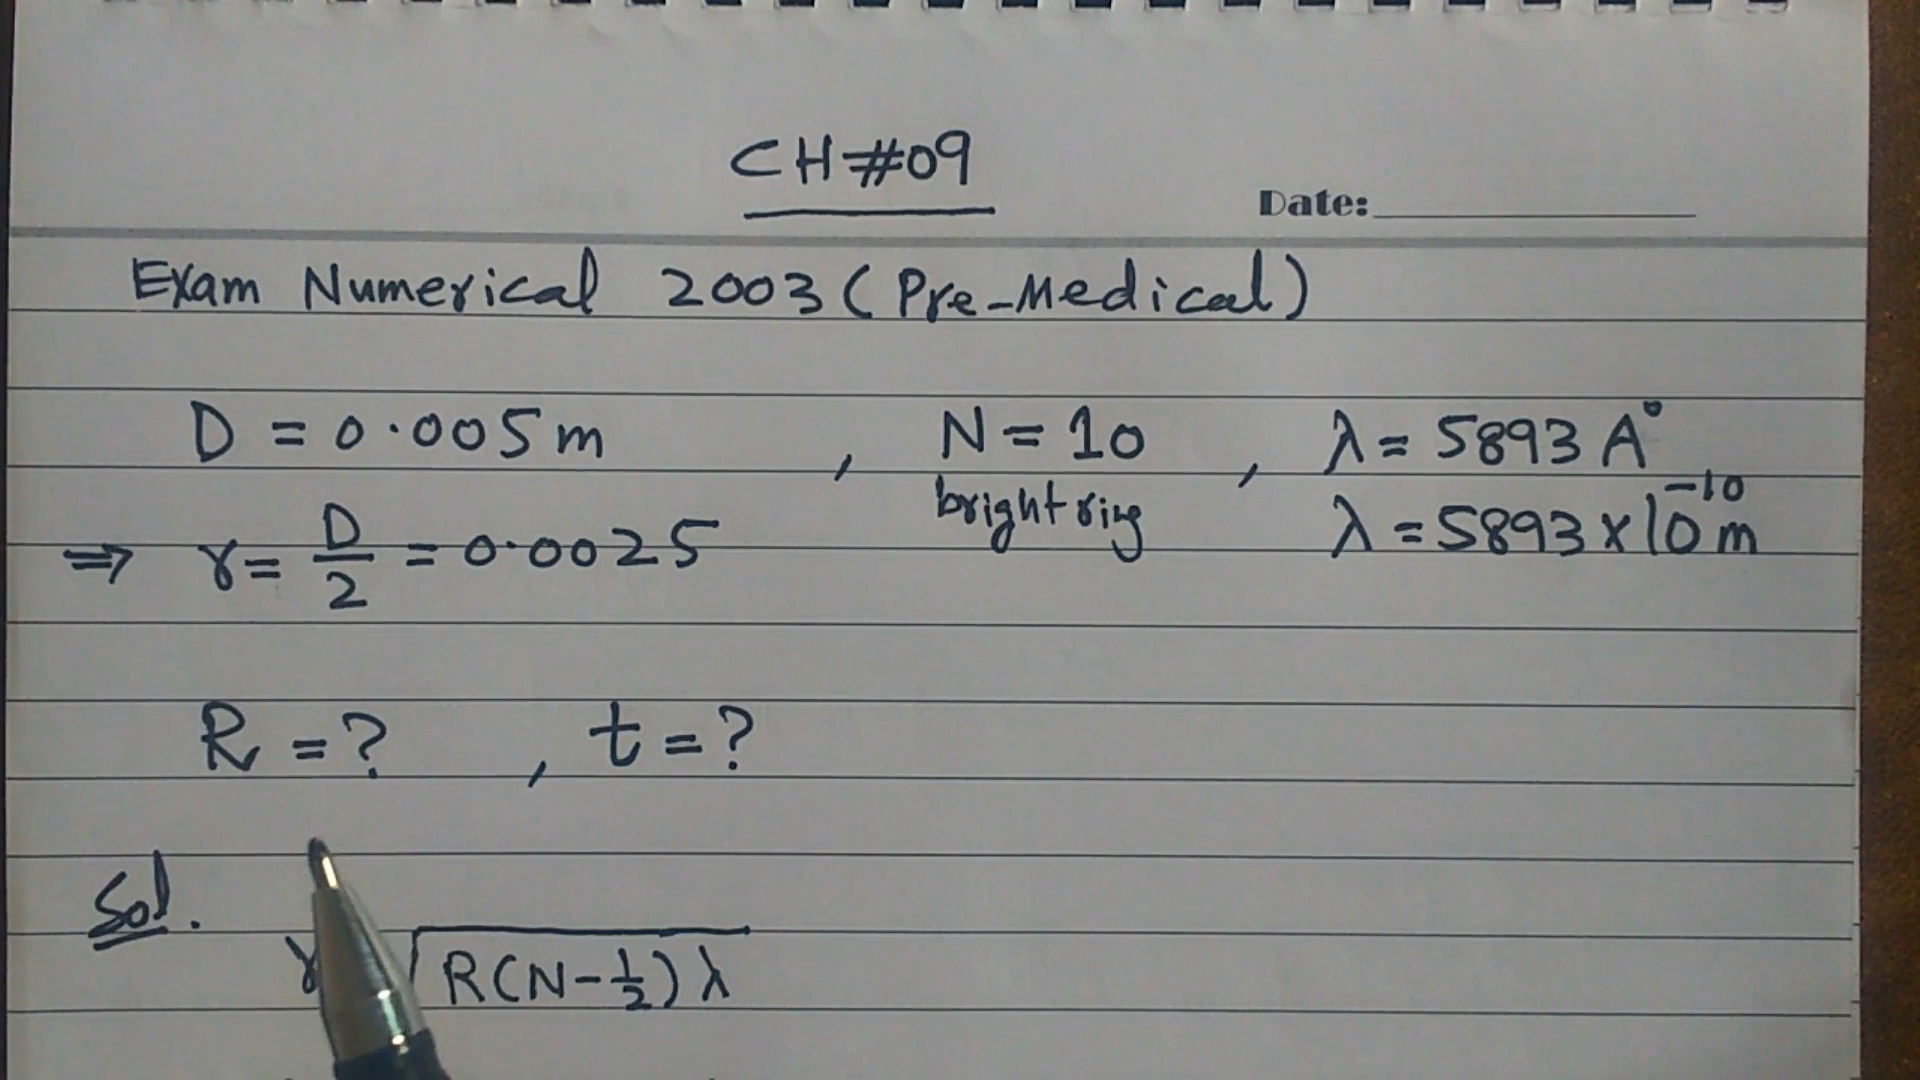 CH#09
Date:
Exam Numerical 2003 (Pre-Medical)
D = 0.005m , N = 10 , λ = 5893 A°
bright ring λ = 5893 x 10⁻¹⁰ m
⇒ r = D/2 = 0.0025
R = ? , t = ?
Sol.
r √R(N-1/2)λ